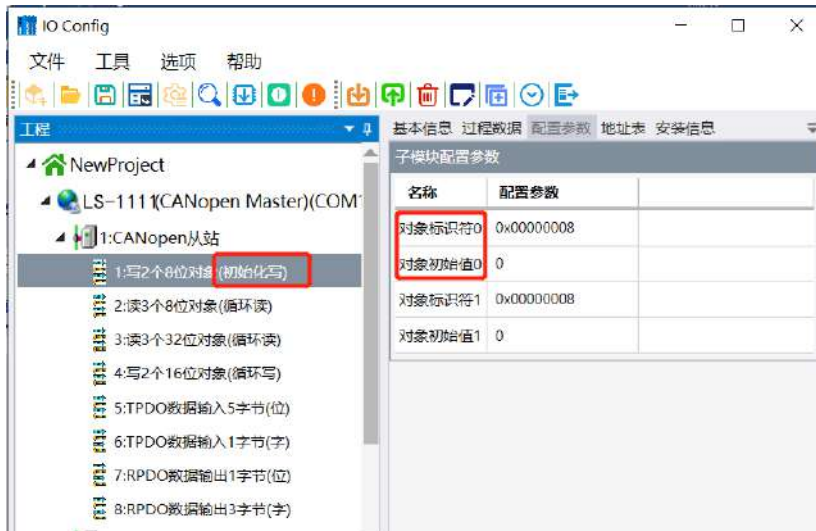 IO Config
文件 工具 选项 帮助
工程
NewProject
LS-1111(CANopen Master)(COM
1:CANopen从站
1:写2个8位对象(初始化写)
2:读3个8位对象(循环读)
3:读3个32位对象(循环读)
4:写2个16位对象(循环写)
5:TPDO数据输入5字节(位)
6:TPDO数据输入1字节(字)
7:RPDO数据输出1字节(位)
8:RPDO数据输出3字节(字)
基本信息 过程数据 配置参数 地址表 安装信息
子模块配置参数
名称 配置参数
对象标识符0 0x00000008
对象初始值0 0
对象标识符1 0x00000008
对象初始值1 0